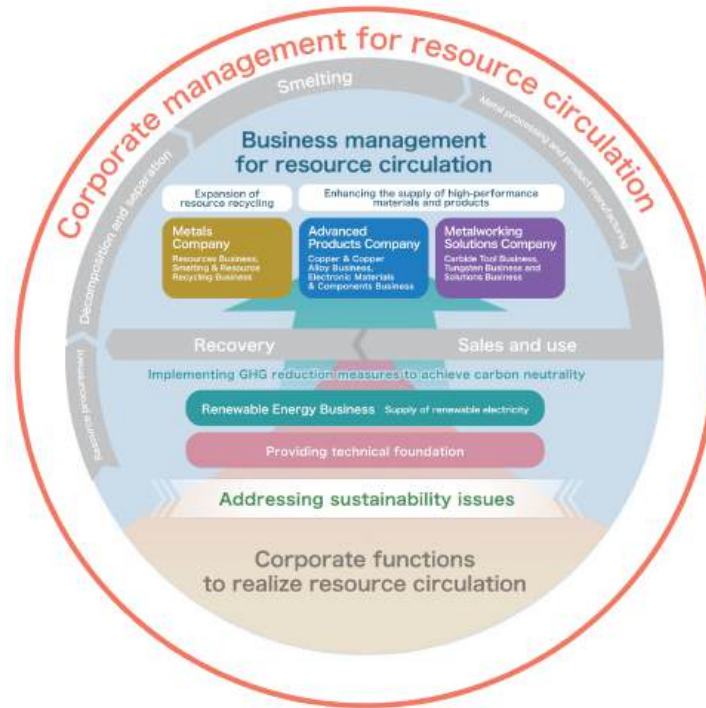 Corporate management for resource circulation
Smelting
Metal processing and product manufacturing
Decomposition and separation
Resource procurement
Business management
for resource circulation
Expansion of
resource recycling
Enhancing the supply of high-performance
materials and products
Metals
Company
Resources Business,
Smelting & Resource
Recycling Business
Advanced
Products Company
Copper & Copper
Alloy Business,
Electronic Materials
& Components Business
Metalworking
Solutions Company
Carbide Tool Business,
Tungsten Business and
Solutions Business
Recovery
Sales and use
Implementing GHG reduction measures to achieve carbon neutrality
Renewable Energy Business Supply of renewable electricity
Providing technical foundation
Addressing sustainability issues
Corporate functions
to realize resource circulation